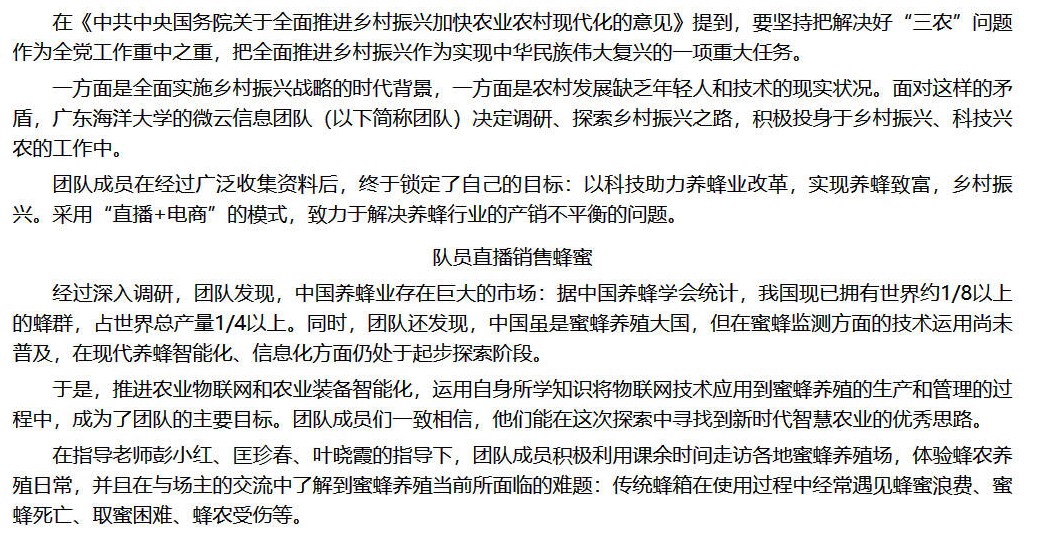 在《中共中央国务院关于全面推进乡村振兴加快农业农村现代化的意见》提到，要坚持把解决好“三农”问题
作为全党工作重中之重，把全面推进乡村振兴作为实现中华民族伟大复兴的一项重大任务。
一方面是全面实施乡村振兴战略的时代背景，一方面是农村发展缺乏年轻人和技术的现实状况。面对这样的矛
盾，广东海洋大学的微云信息团队（以下简称团队）决定调研、探索乡村振兴之路，积极投身于乡村振兴、科技兴
农的工作中。
团队成员在经过广泛收集资料后，终于锁定了自己的目标：以科技助力养蜂业改革，实现养蜂致富，乡村振
兴。采用“直播+电商”的模式，致力于解决养蜂行业的产销不平衡的问题。
队员直播销售蜂蜜
经过深入调研，团队发现，中国养蜂业存在巨大的市场：据中国养蜂学会统计，我国现已拥有世界约1/8以上
的蜂群，占世界总产量1/4以上。同时，团队还发现，中国虽是蜜蜂养殖大国，但在蜜蜂监测方面的技术运用尚未
普及，在现代养蜂智能化、信息化方面仍处于起步探索阶段。
于是，推进农业物联网和农业装备智能化，运用自身所学知识将物联网技术应用到蜜蜂养殖的生产和管理的过
程中，成为了团队的主要目标。团队成员们一致相信，他们能在这次探索中寻找到新时代智慧农业的优秀思路。
在指导老师彭小红、匡珍春、叶晓霞的指导下，团队成员积极利用课余时间走访各地蜜蜂养殖场，体验蜂农养
殖日常，并且在与场主的交流中了解到蜜蜂养殖当前所面临的难题：传统蜂箱在使用过程中经常遇见蜂蜜浪费、蜜
蜂死亡、取蜜困难、蜂农受伤等。